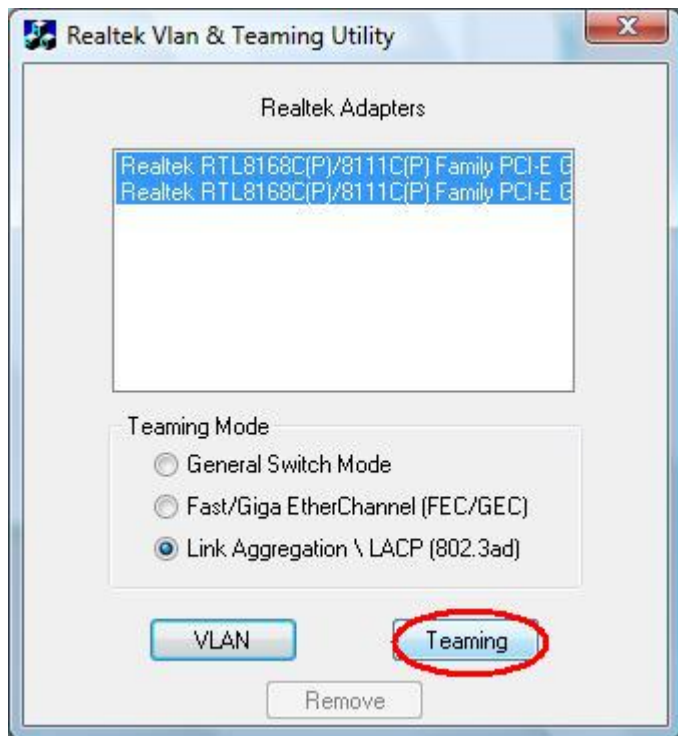 Realtek Vlan & Teaming Utility
Realtek Adapters
Realtek RTL8168C(P)/8111C(P) Family PCI-E G
Realtek RTL8168C(P)/8111C(P) Family PCI-E G
Teaming Mode
General Switch Mode
Fast/Giga EtherChannel (FEC/GEC)
Link Aggregation \ LACP (802.3ad)
VLAN Teaming
Remove